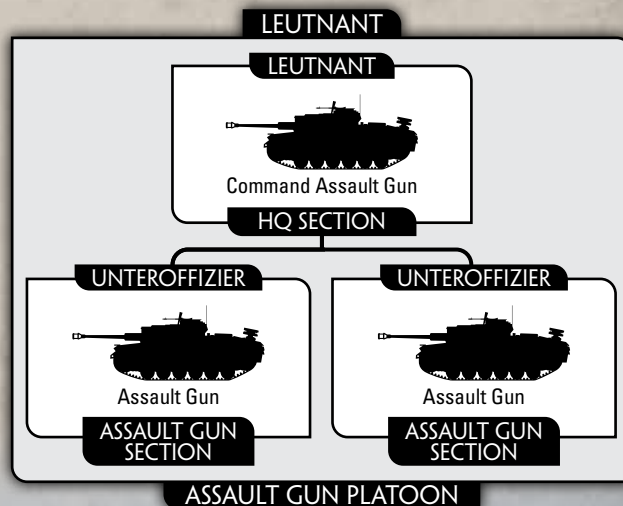 LEUTNANT
LEUTNANT
Command Assault Gun
HQ SECTION
UNTEROFFIZIER
UNTEROFFIZIER
Assault Gun
Assault Gun
ASSAULT GUN
SECTION
ASSAULT GUN
SECTION
ASSAULT GUN PLATOON